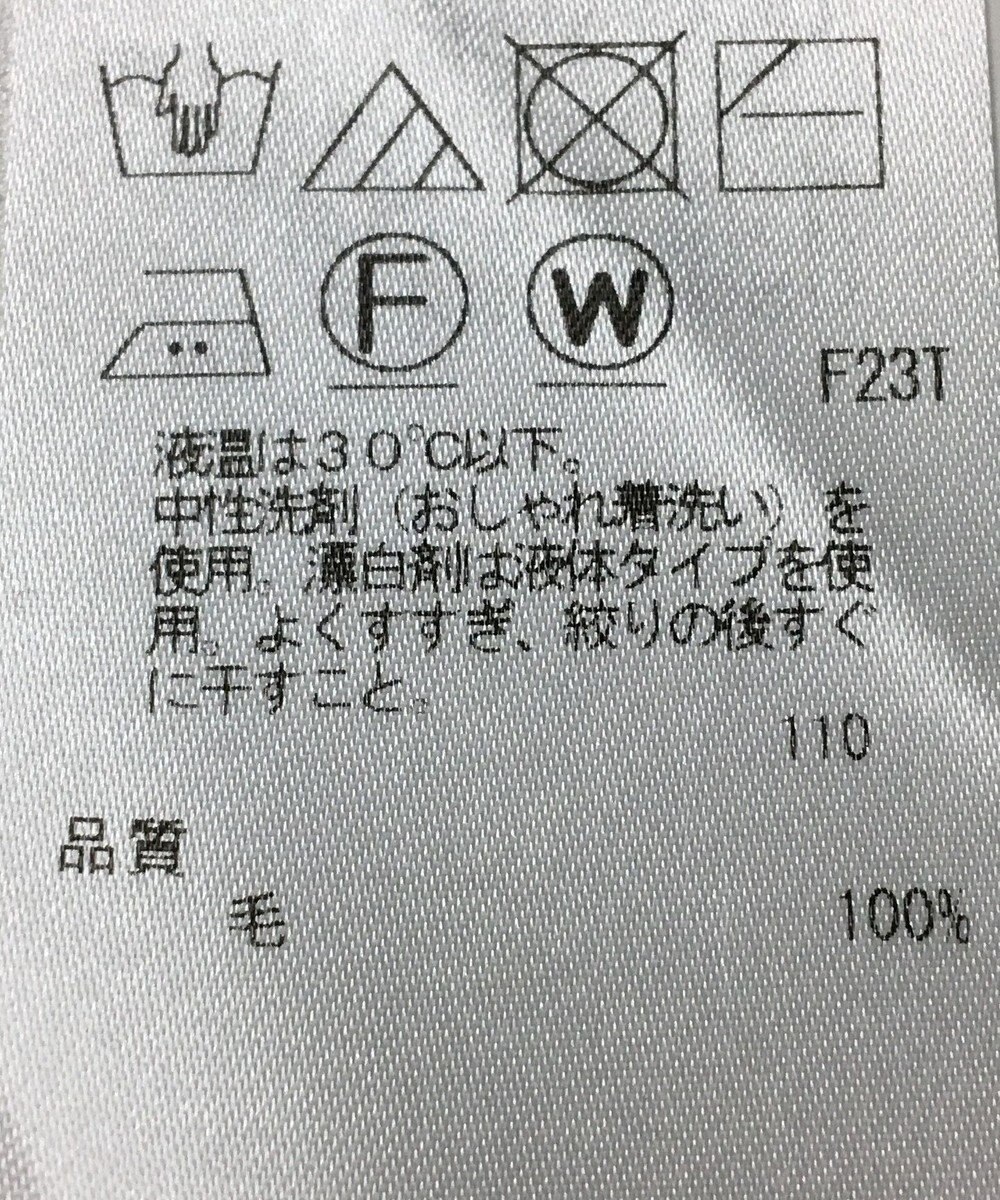 F
W
F23T
液温は30℃以下。
中性洗剤（おしゃれ着洗い）を
使用。漂白剤は液体タイプを使
用。よくすすぎ、絞りの後すぐ
に干すこと。
110
品質
毛 100%